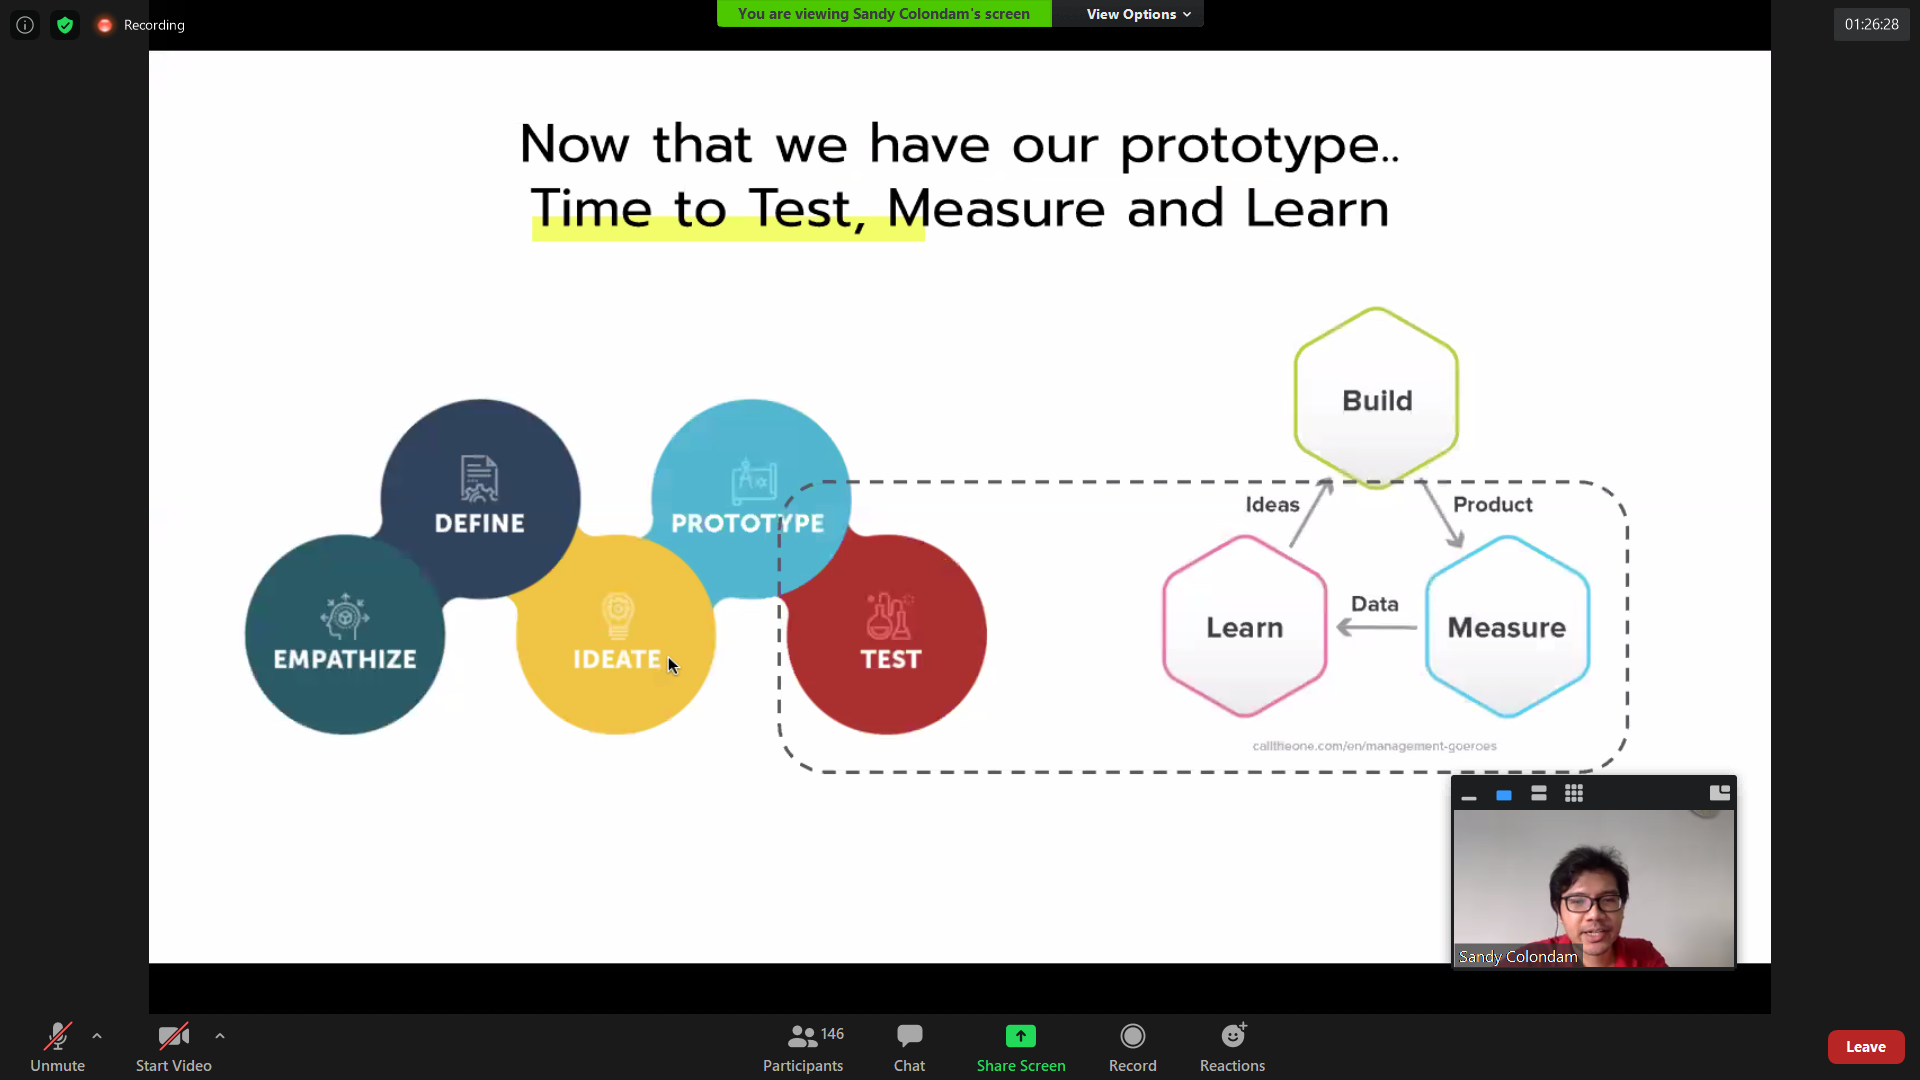 Recording
You are viewing Sandy Colondam's screen
View Options
01:26:28
Now that we have our prototype..
Time to Test, Measure and Learn
EMPATHIZE
DEFINE
IDEATE
PROTOTYPE
TEST
Build
Ideas
Product
Learn
Data
Measure
calltheone.com/en/management-goeroes
Sandy Colondam
Unmute
Start Video
146
Participants
Chat
Share Screen
Record
Reactions
Leave